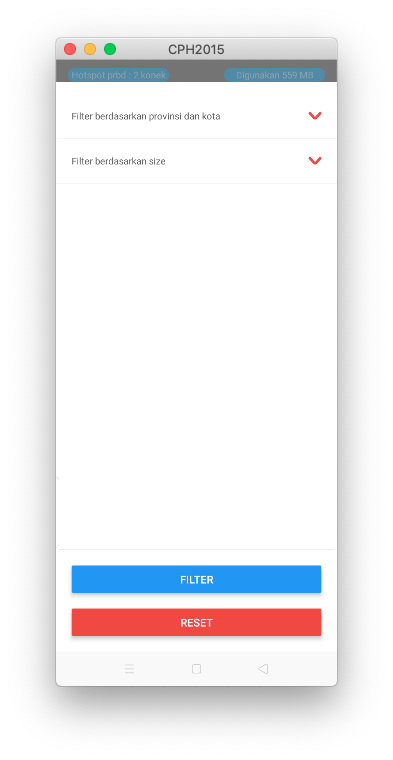 CPH2015
Hotspot prbd : 2 konek
Digunakan 559 MB
Filter berdasarkan provinsi dan kota
Filter berdasarkan size
FILTER
RESET